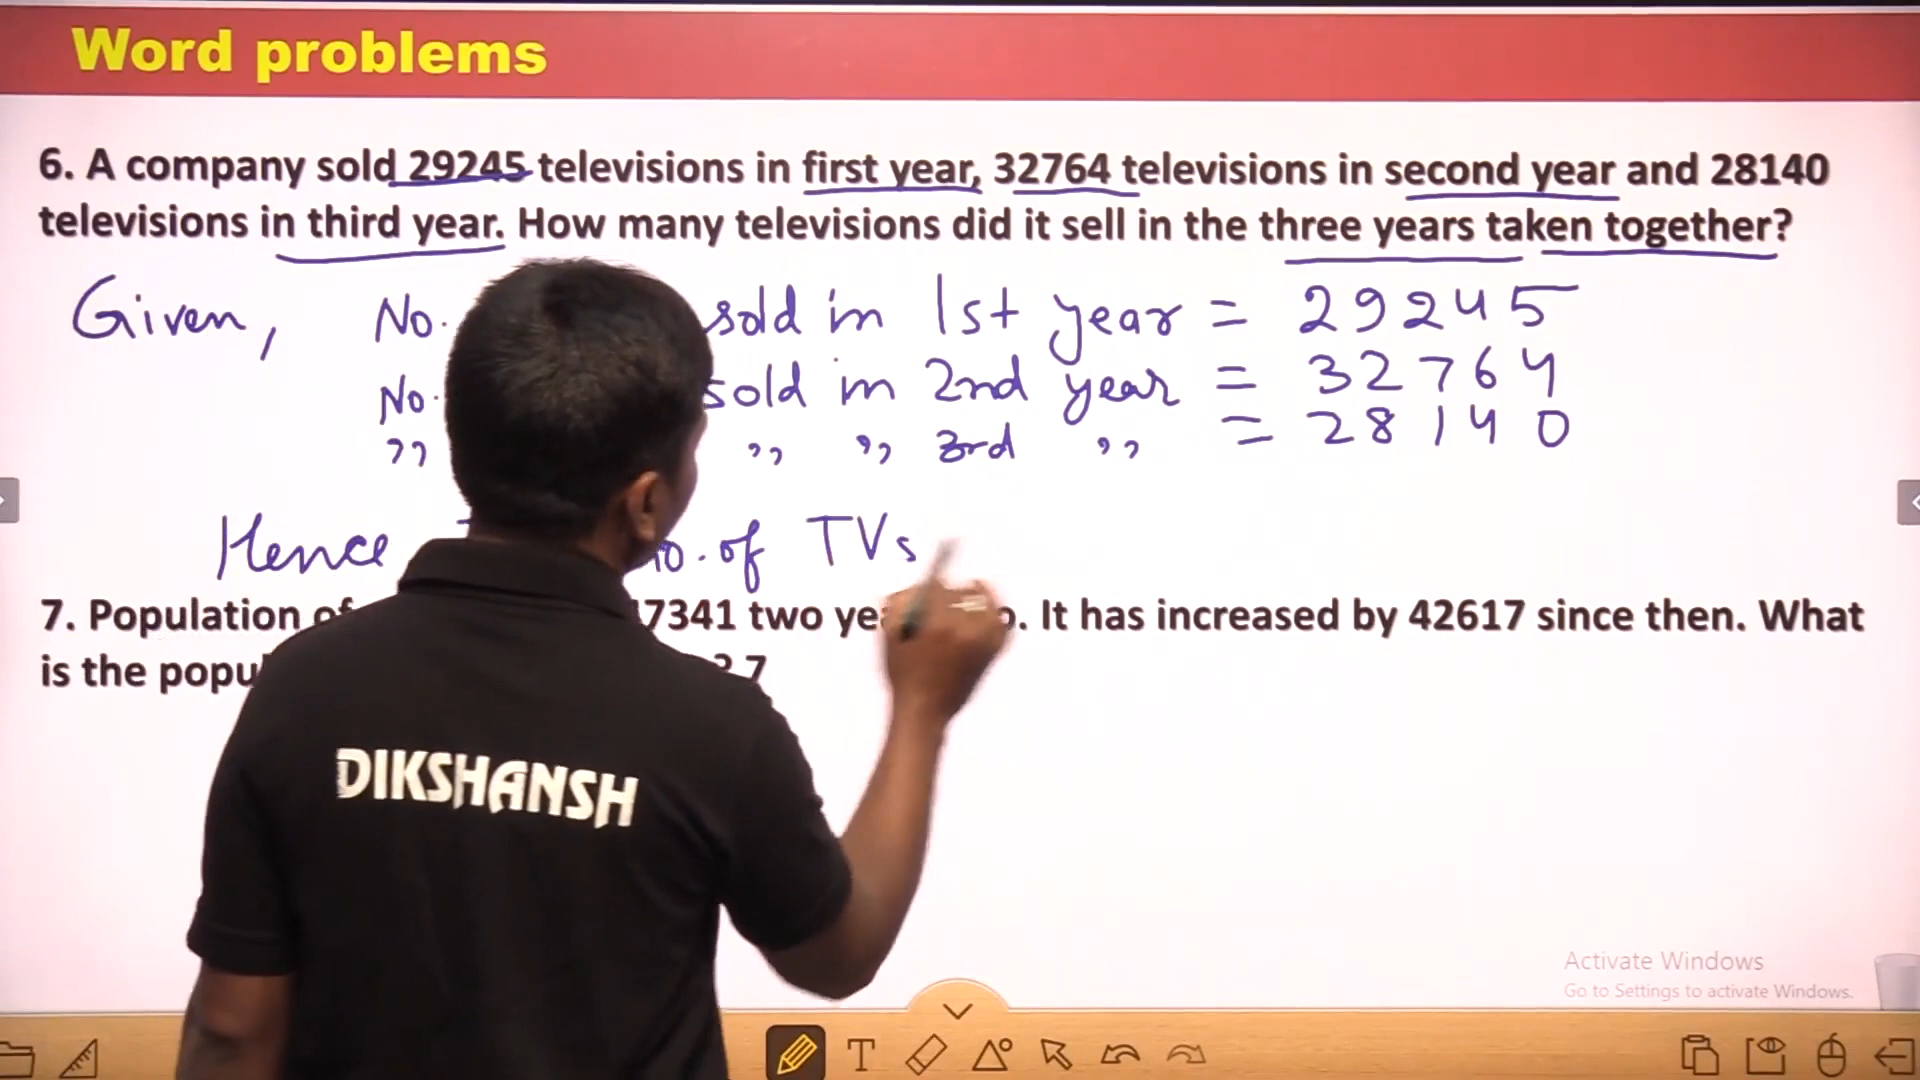 Word problems
6. A company sold 29245 televisions in first year, 32764 televisions in second year and 28140
televisions in third year. How many televisions did it sell in the three years taken together?
Given, No. sold in 1st year = 29245
No. sold in 2nd year = 32764
,, ,, ,, 3rd ,, = 28140
Hence no. of TVs
7. Population of 7341 two . It has increased by 42617 since then. What
is the
DIKSHANSH
Activate Windows
Go to Settings to activate Windows.
T